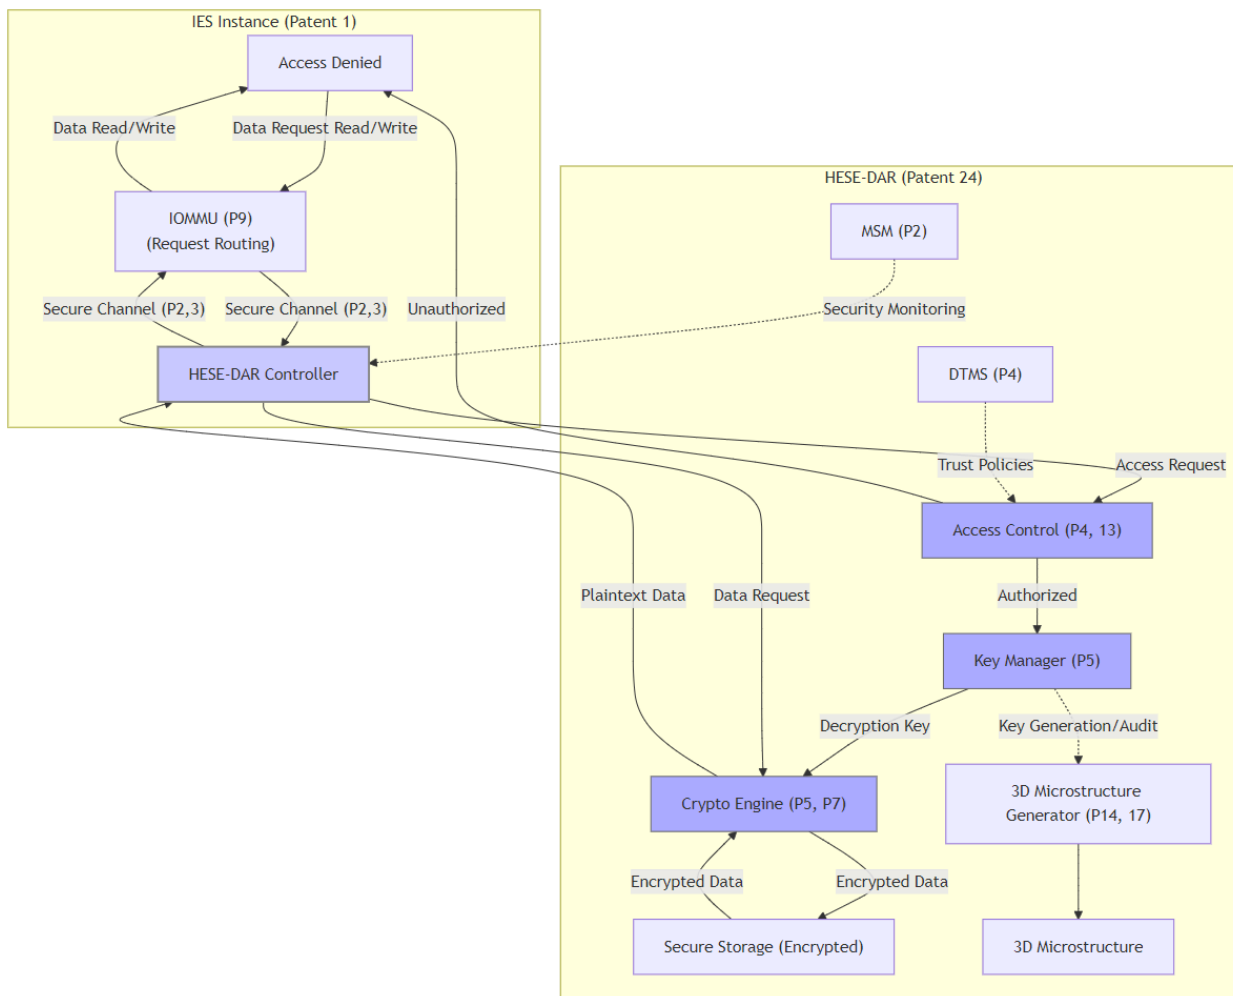 IES Instance (Patent 1)
Access Denied
Data Read/Write
Data Request Read/Write
HESE-DAR (Patent 24)
IOMMU (P9)
(Request Routing)
MSM (P2)
Secure Channel (P2,3)
Secure Channel (P2,3)
Unauthorized
Security Monitoring
HESE-DAR Controller
DTMS (P4)
Trust Policies
Access Request
Access Control (P4, 13)
Plaintext Data
Data Request
Authorized
Key Manager (P5)
Decryption Key
Key Generation/Audit
Crypto Engine (P5, P7)
3D Microstructure
Generator (P14, 17)
Encrypted Data
Encrypted Data
Secure Storage (Encrypted)
3D Microstructure